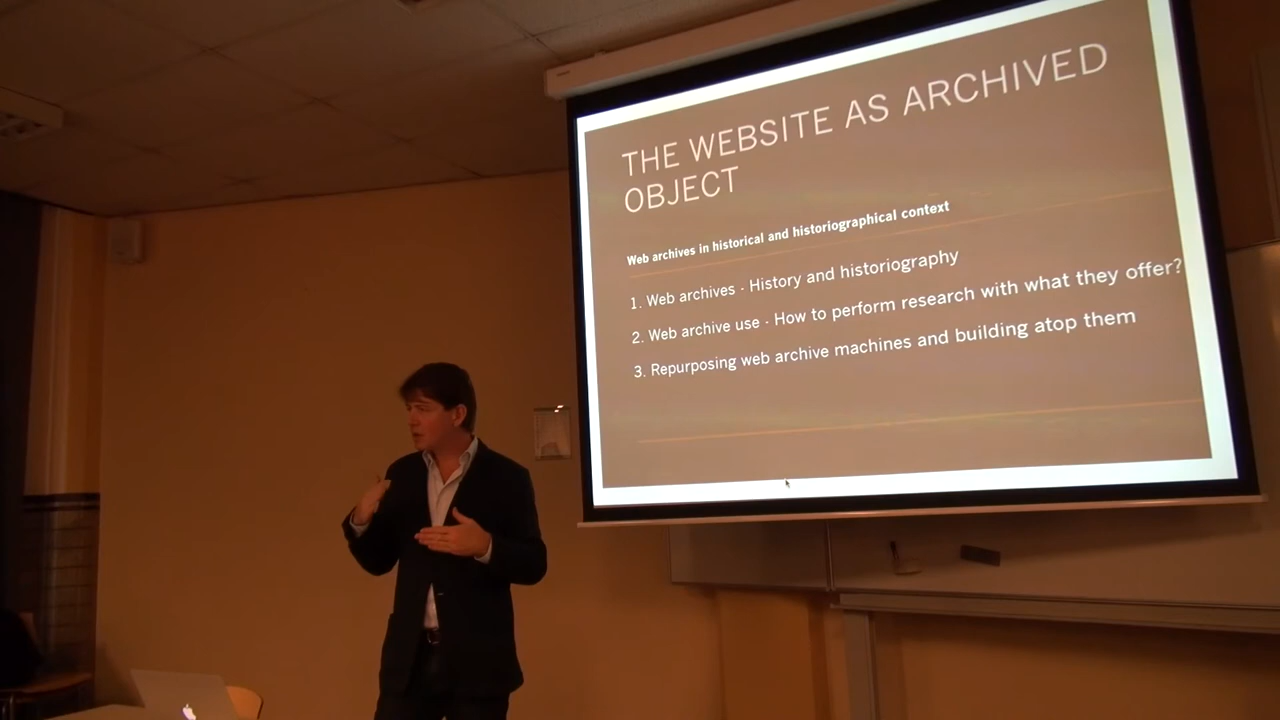 THE WEBSITE AS ARCHIVED
OBJECT
Web archives in historical and historiographical context
1. Web archives - History and historiography
2. Web archive use - How to perform research with what they offer?
3. Repurposing web archive machines and building atop them